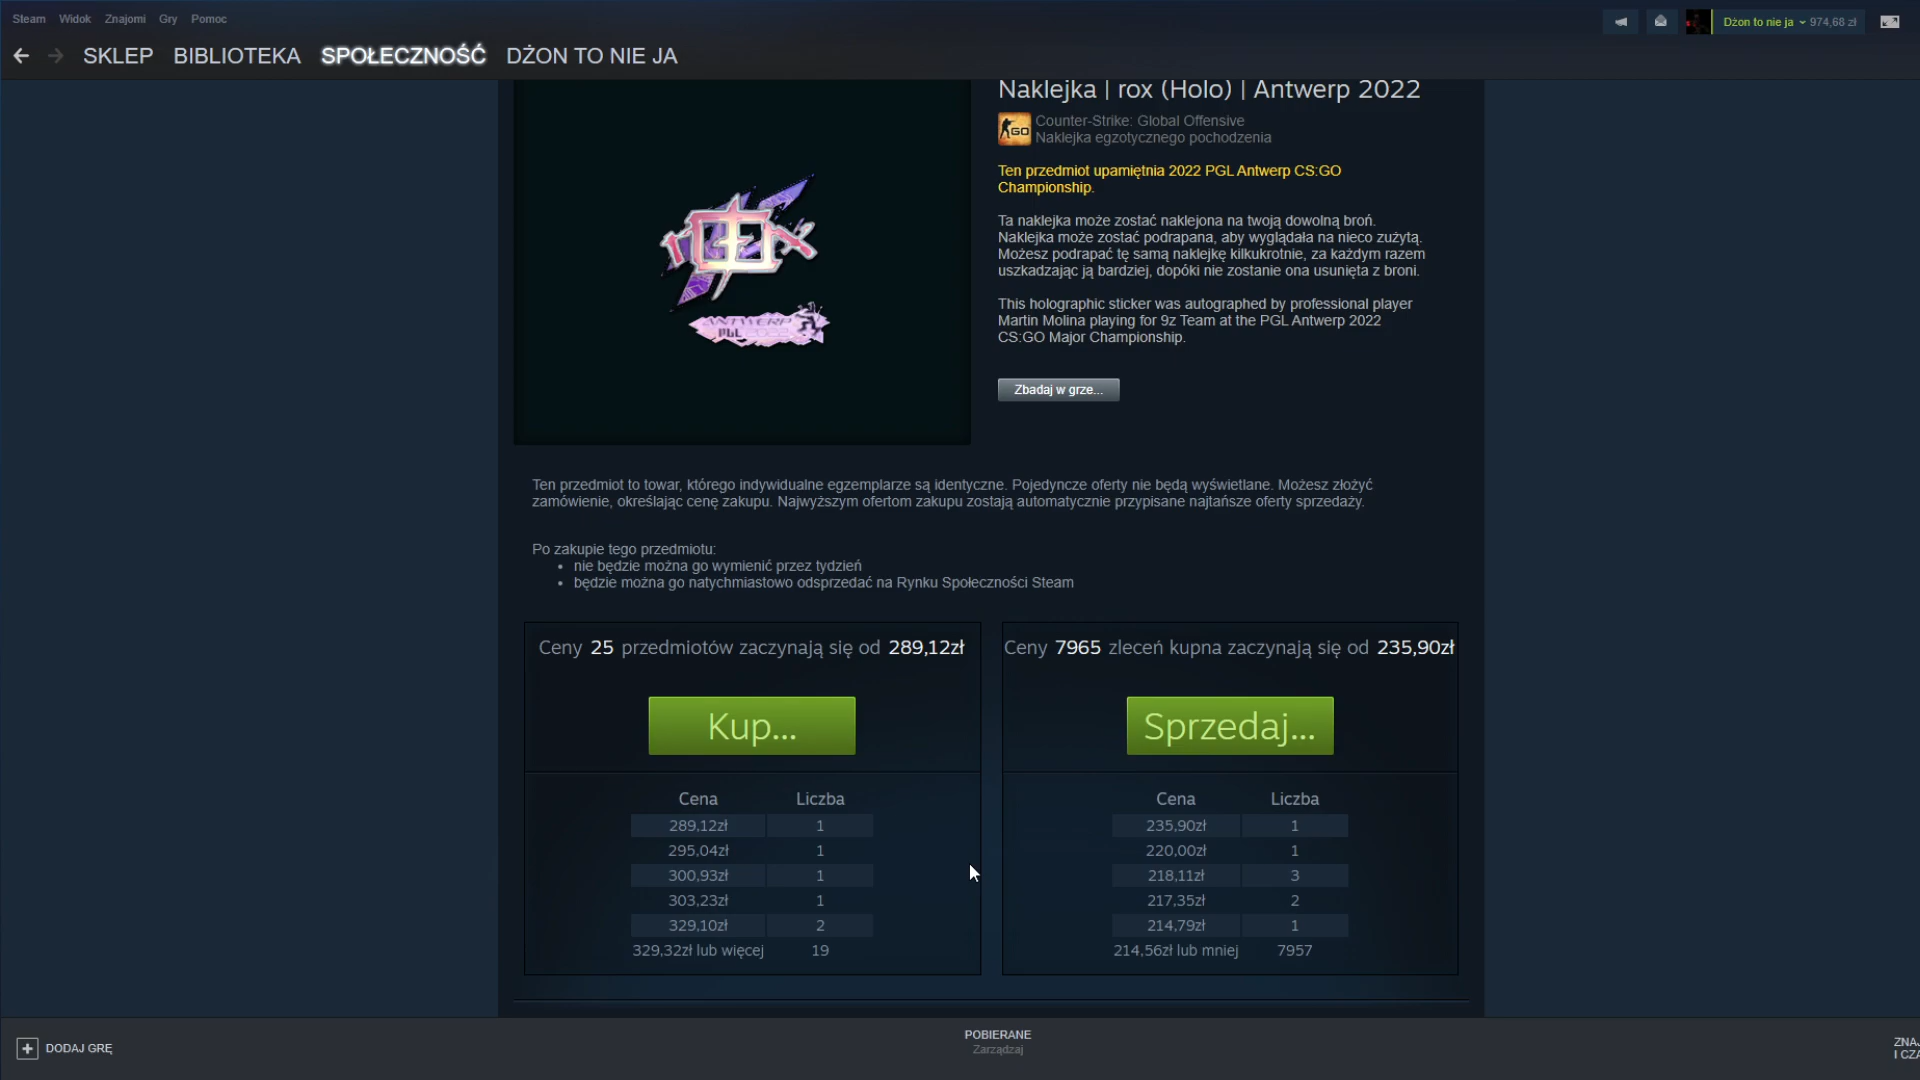 Steam Widok Znajomi Gry Pomoc
Dżon to nie ja 974,68 zł
SKLEP BIBLIOTEKA SPOŁECZNOŚĆ DŻON TO NIE JA
Naklejka | rox (Holo) | Antwerp 2022
GO
Counter-Strike: Global Offensive
Naklejka egzotycznego pochodzenia
Ten przedmiot upamiętnia 2022 PGL Antwerp CS:GO
Championship.
Ta naklejka może zostać naklejona na twoją dowolną broń.
Naklejka może zostać podrapana, aby wyglądała na nieco zużytą.
Możesz podrapać tę samą naklejkę kilkukrotnie, za każdym razem
uszkadzając ją bardziej, dopóki nie zostanie ona usunięta z broni.
This holographic sticker was autographed by professional player
Martin Molina playing for 9z Team at the PGL Antwerp 2022
CS:GO Major Championship.
Zbadaj w grze...
rox
ANTWERP
PGL 2022
Ten przedmiot to towar, którego indywidualne egzemplarze są identyczne. Pojedyncze oferty nie będą wyświetlane. Możesz złożyć
zamówienie, określając cenę zakupu. Najwyższym ofertom zakupu zostają automatycznie przypisane najtańsze oferty sprzedaży.
Po zakupie tego przedmiotu:
• nie będzie można go wymienić przez tydzień
• będzie można go natychmiastowo odsprzedać na Rynku Społeczności Steam
Ceny 25 przedmiotów zaczynają się od 289,12zł
Kup...
Cena Liczba
289,12zł 1
295,04zł 1
300,93zł 1
303,23zł 1
329,10zł 2
329,32zł lub więcej 19
Ceny 7965 zleceń kupna zaczynają się od 235,90zł
Sprzedaj...
Cena Liczba
235,90zł 1
220,00zł 1
218,11zł 3
217,35zł 2
214,79zł 1
214,56zł lub mniej 7957
+ DODAJ GRĘ
POBIERANE
Zarządzaj
ZNAJ
I CZA